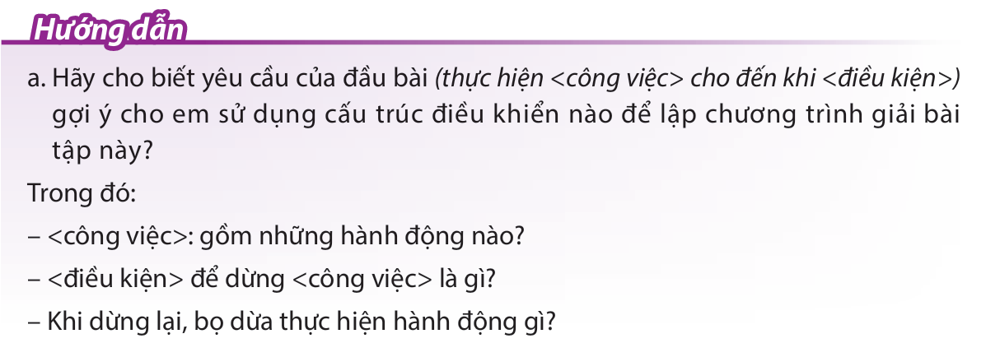 Hướng dẫn
a. Hãy cho biết yêu cầu của đầu bài (thực hiện <công việc> cho đến khi <điều kiện>)
gợi ý cho em sử dụng cấu trúc điều khiển nào để lập chương trình giải bài
tập này?
Trong đó:
– <công việc>: gồm những hành động nào?
– <điều kiện> để dừng <công việc> là gì?
– Khi dừng lại, bọ dừa thực hiện hành động gì?